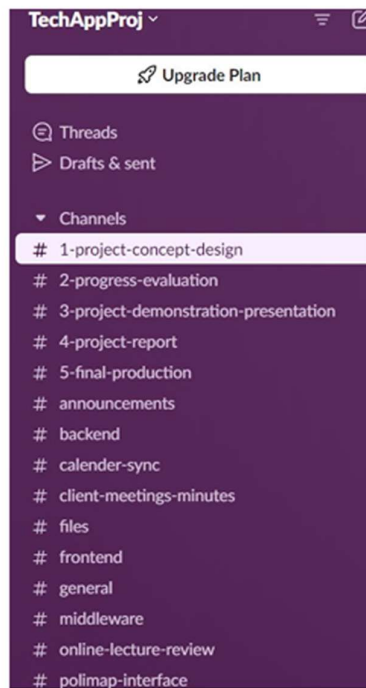 TechAppProj
Upgrade Plan
Threads
Drafts & sent
Channels
# 1-project-concept-design
# 2-progress-evaluation
# 3-project-demonstration-presentation
# 4-project-report
# 5-final-production
# announcements
# backend
# calender-sync
# client-meetings-minutes
# files
# frontend
# general
# middleware
# online-lecture-review
# polimap-interface